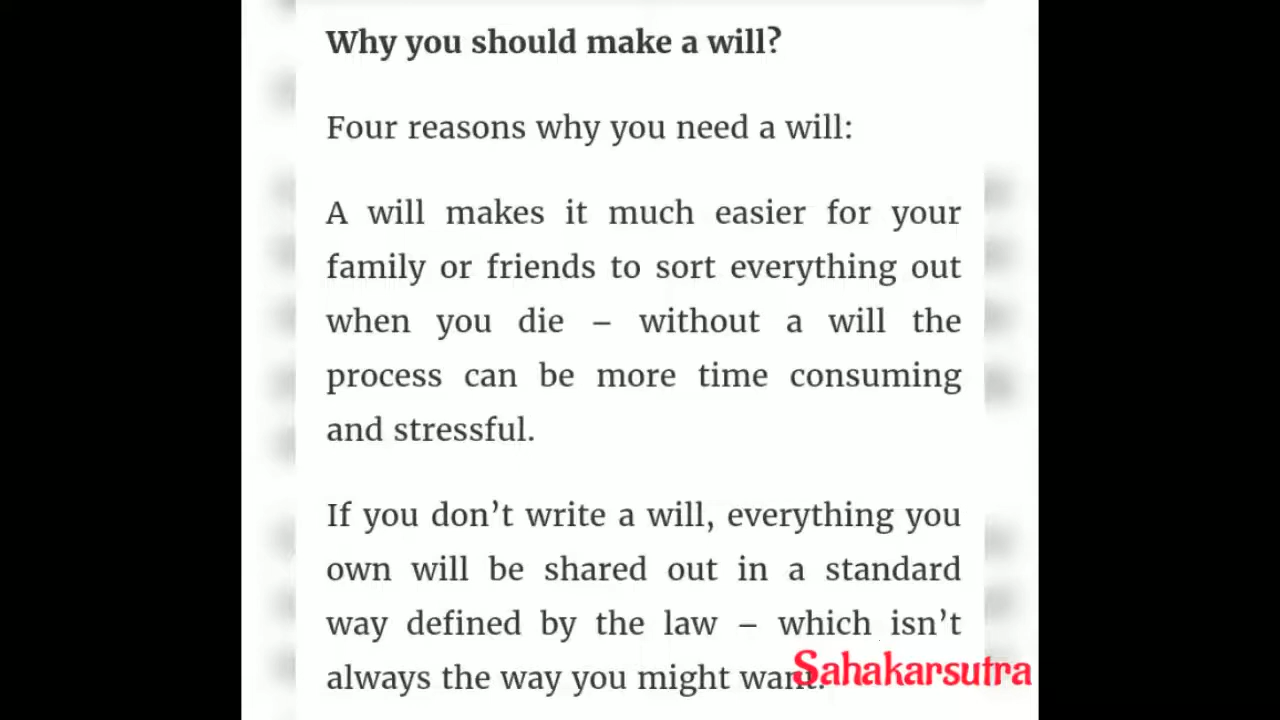 Why you should make a will?
Four reasons why you need a will:
A will makes it much easier for your
family or friends to sort everything out
when you die – without a will the
process can be more time consuming
and stressful.
If you don’t write a will, everything you
own will be shared out in a standard
way defined by the law – which isn’t
always the way you might want.
Sahakarsutra